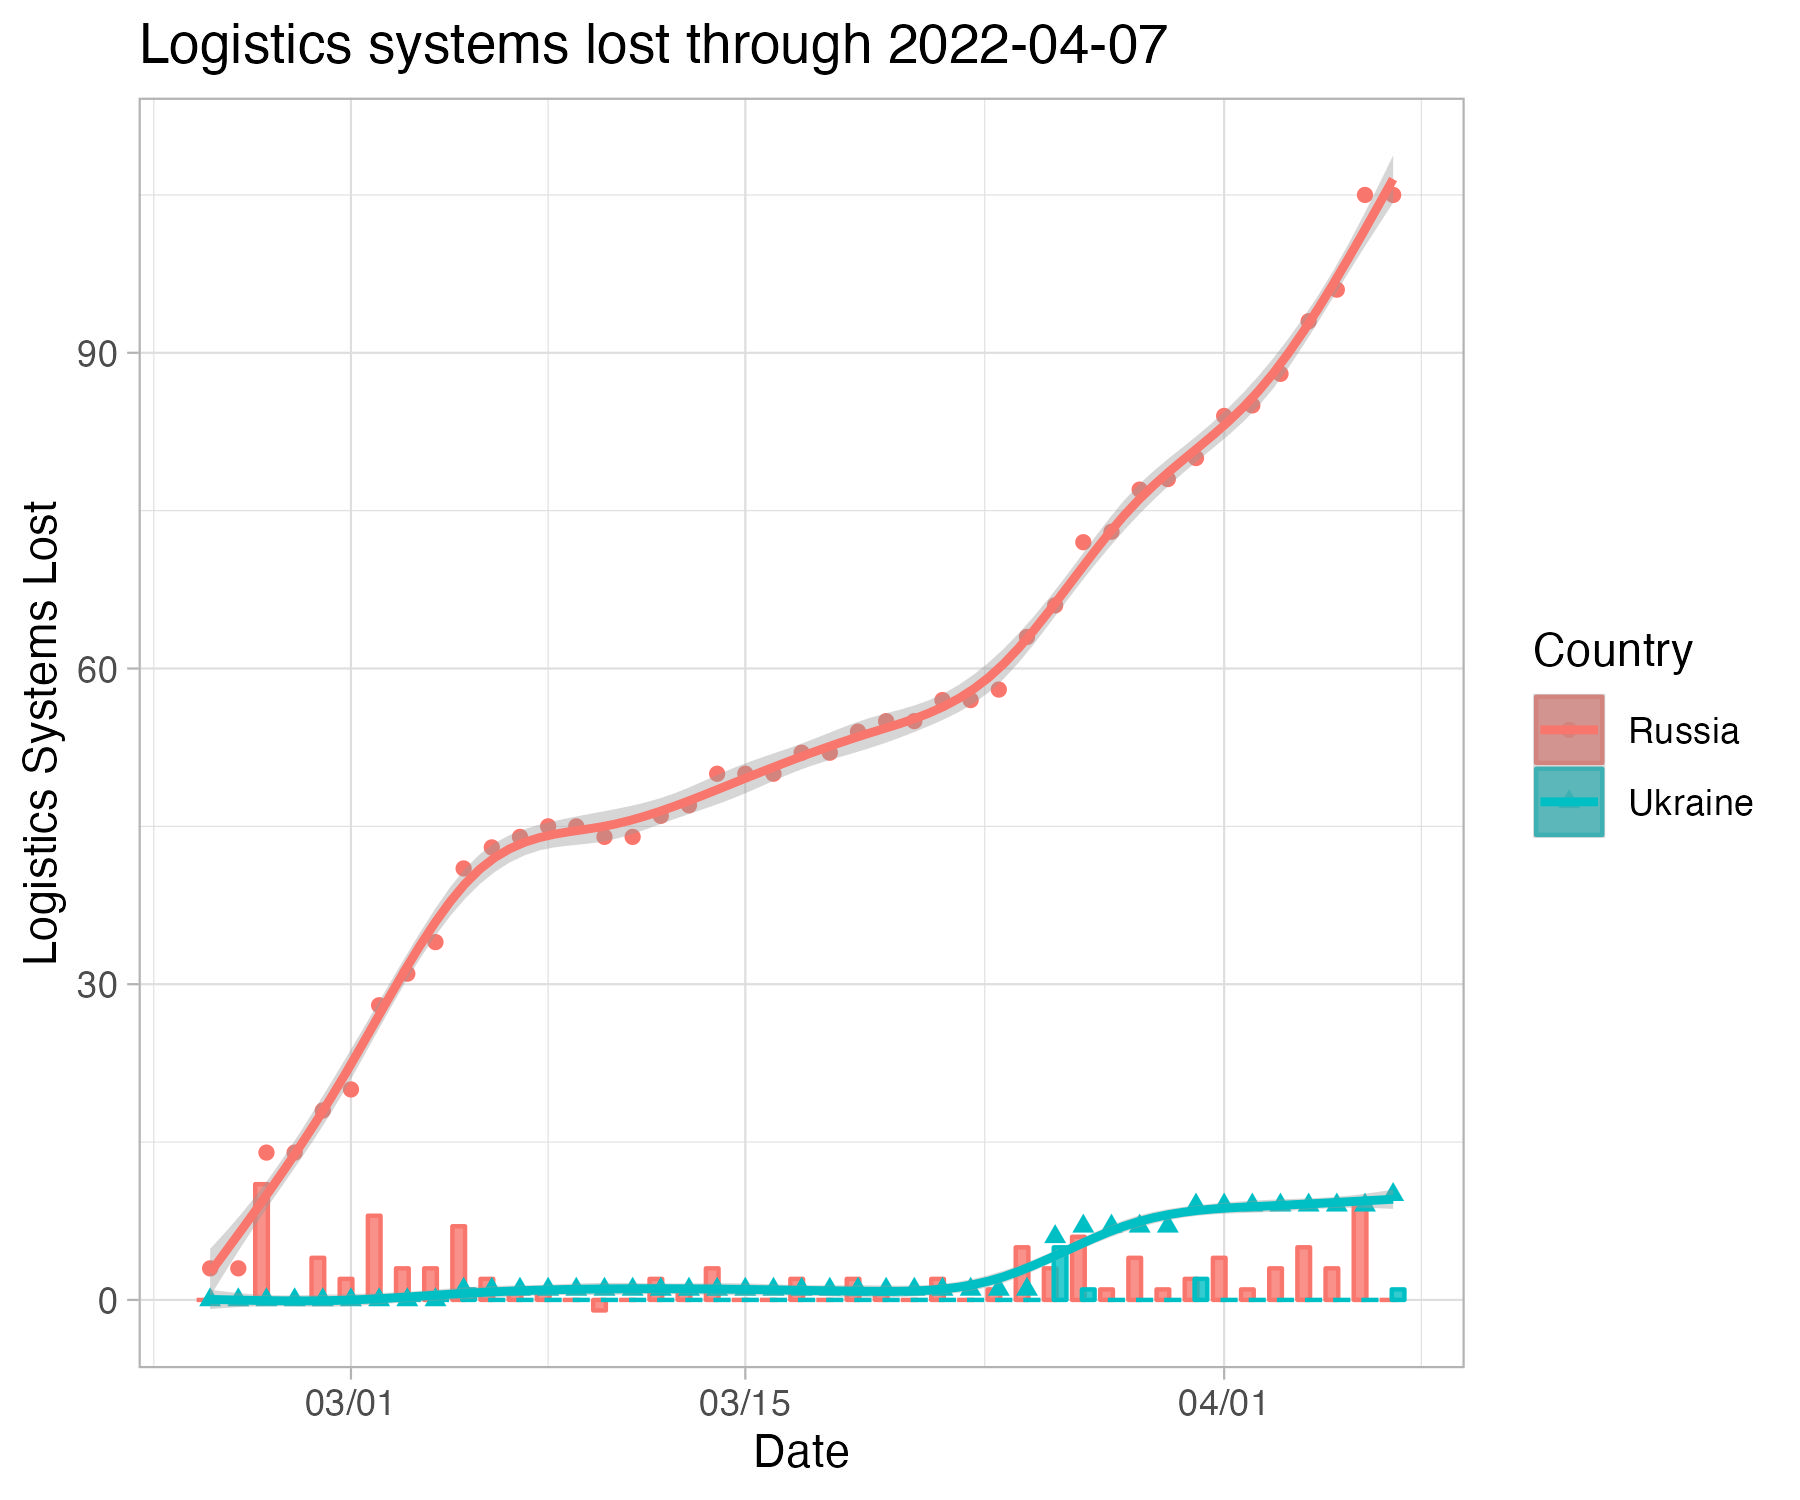 Logistics systems lost through 2022-04-07
Logistics Systems Lost
90
60
30
0
03/01
03/15
04/01
Date
Country
Russia
Ukraine